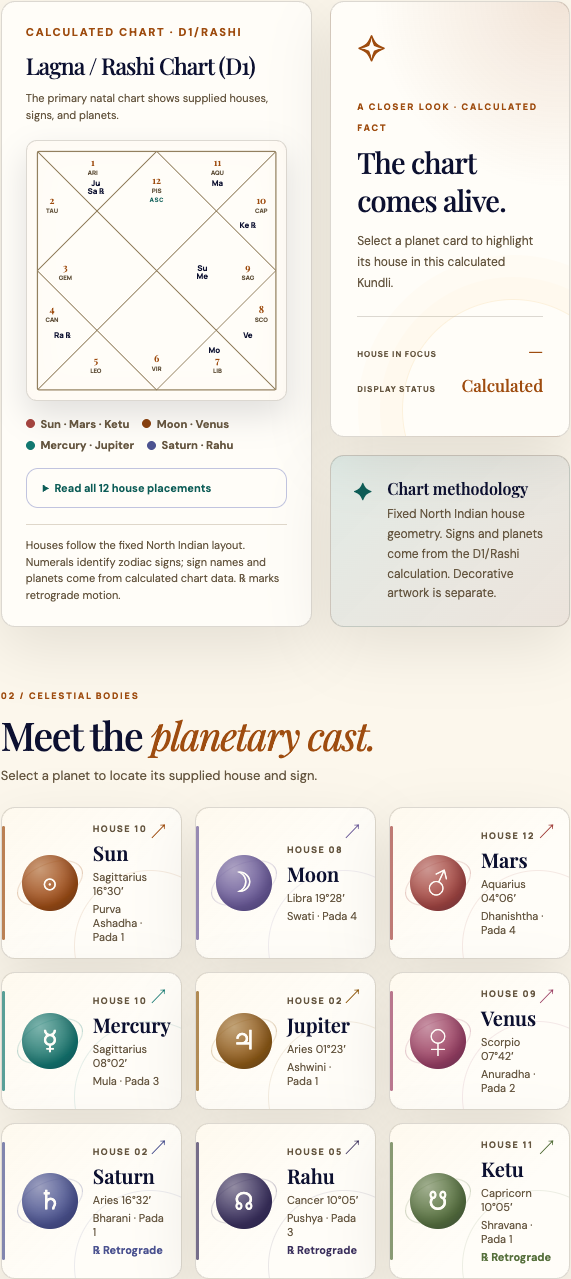 CALCULATED CHART · D1/RASHI
Lagna / Rashi Chart (D1)
The primary natal chart shows supplied houses,
signs, and planets.
1
ARI
Ju
Sa ℞
12
PIS
ASC
11
AQU
Ma
2
TAU
10
CAP
Ke ℞
3
GEM
Su
Me
9
SAG
4
CAN
Ra ℞
8
SCO
Ve
5
LEO
6
VIR
Mo
7
LIB
Sun · Mars · Ketu
Moon · Venus
Mercury · Jupiter
Saturn · Rahu
Read all 12 house placements
Houses follow the fixed North Indian layout.
Numerals identify zodiac signs; sign names and
planets come from calculated chart data. ℞ marks
retrograde motion.
A CLOSER LOOK · CALCULATED
FACT
The chart
comes alive.
Select a planet card to highlight
its house in this calculated
Kundli.
HOUSE IN FOCUS —
DISPLAY STATUS Calculated
Chart methodology
Fixed North Indian house
geometry. Signs and planets
come from the D1/Rashi
calculation. Decorative
artwork is separate.
02 / CELESTIAL BODIES
Meet the planetary cast.
Select a planet to locate its supplied house and sign.
HOUSE 10
Sun
Sagittarius
16°30′
Purva
Ashadha ·
Pada 1
HOUSE 08
Moon
Libra 19°28′
Swati · Pada 4
HOUSE 12
Mars
Aquarius
04°06′
Dhanishtha ·
Pada 4
HOUSE 10
Mercury
Sagittarius
08°02′
Mula · Pada 3
HOUSE 02
Jupiter
Aries 01°23′
Ashwini ·
Pada 1
HOUSE 09
Venus
Scorpio
07°42′
Anuradha ·
Pada 2
HOUSE 02
Saturn
Aries 16°32′
Bharani · Pada
1
℞ Retrograde
HOUSE 05
Rahu
Cancer 10°05′
Pushya · Pada
3
℞ Retrograde
HOUSE 11
Ketu
Capricorn
10°05′
Shravana ·
Pada 1
℞ Retrograde